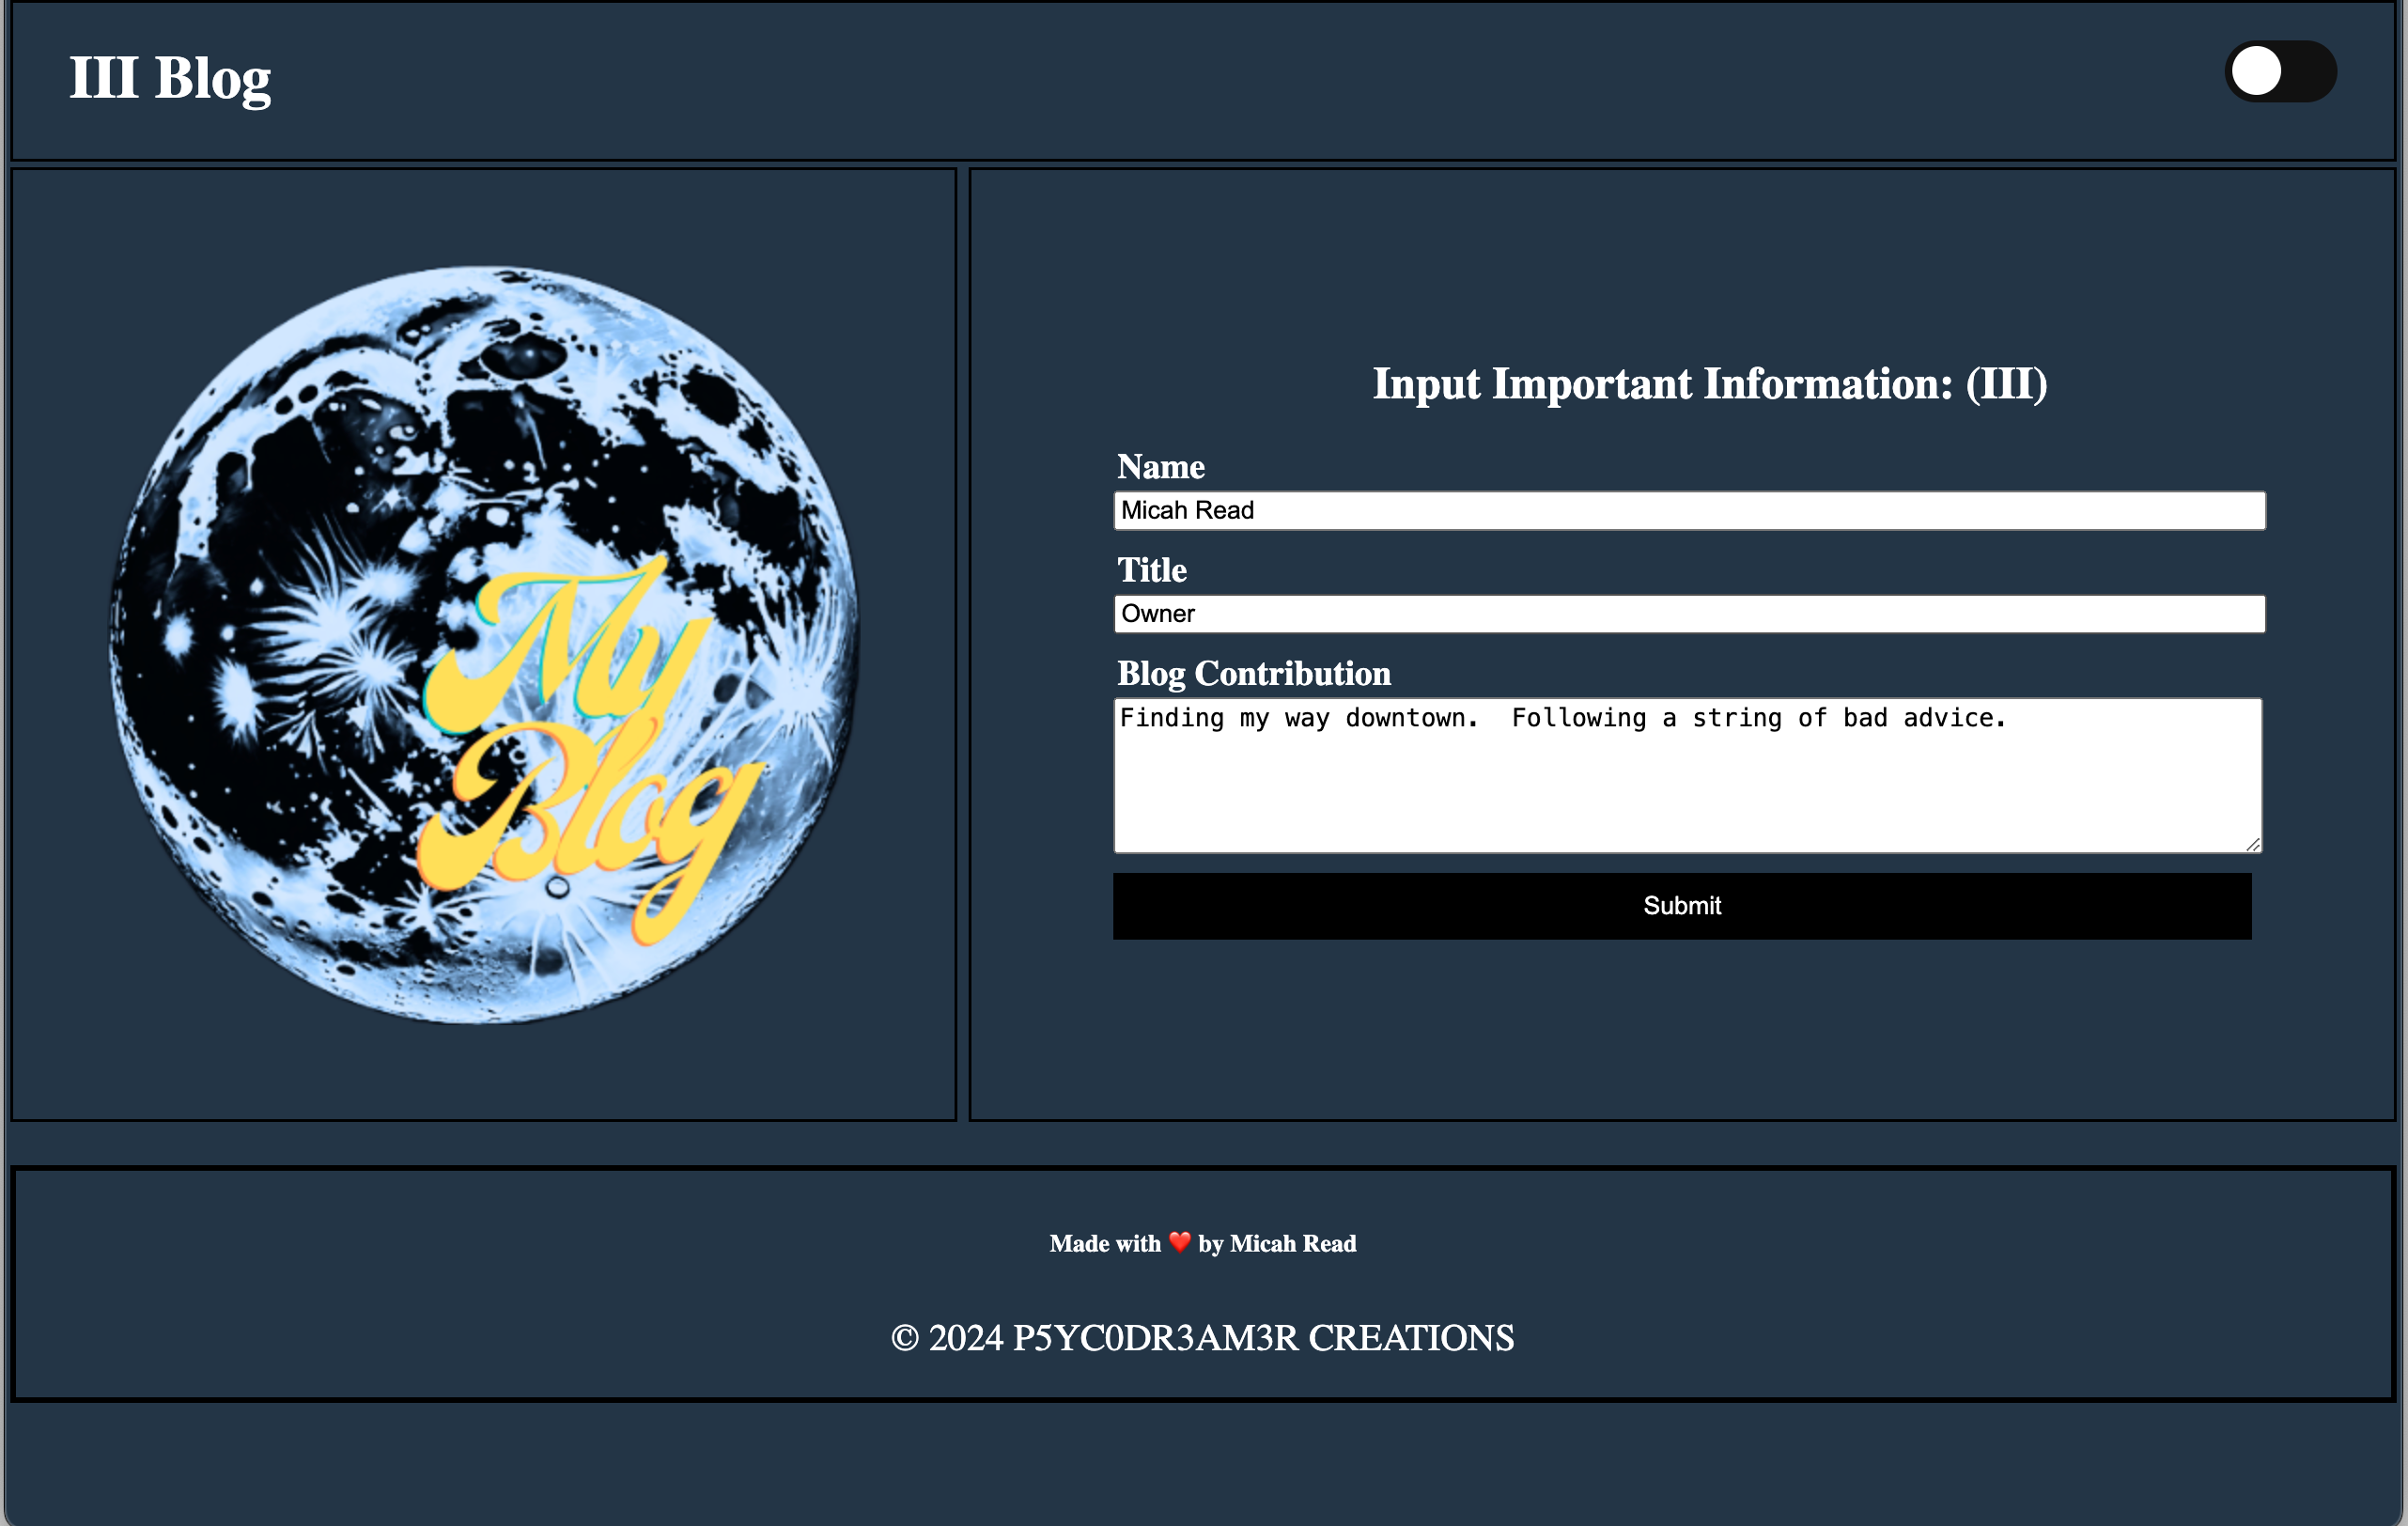 III Blog
My
Blog
Input Important Information: (III)
Name
Micah Read
Title
Owner
Blog Contribution
Finding my way downtown.  Following a string of bad advice.
Submit
Made with ❤️ by Micah Read
© 2024 P5YC0DR3AM3R CREATIONS